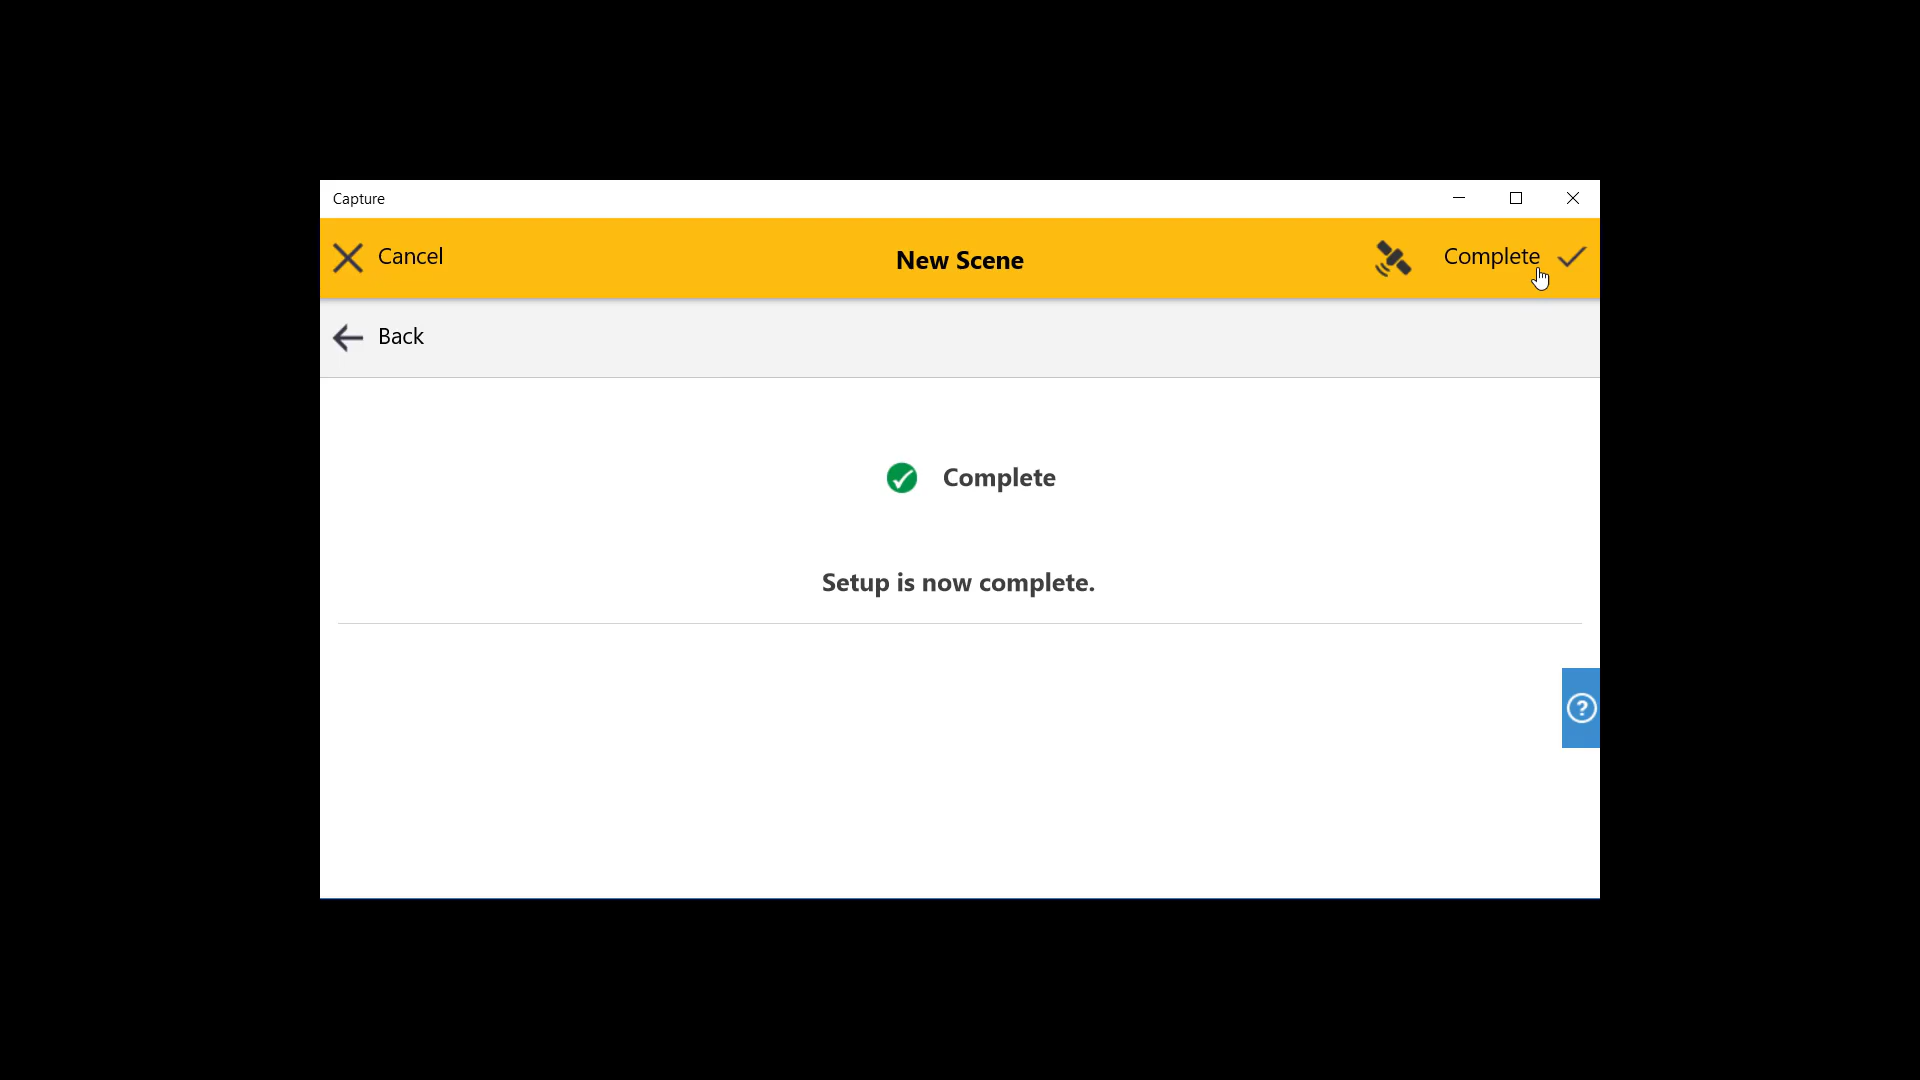 Capture
Cancel
New Scene
Complete
Back
Complete
Setup is now complete.
?